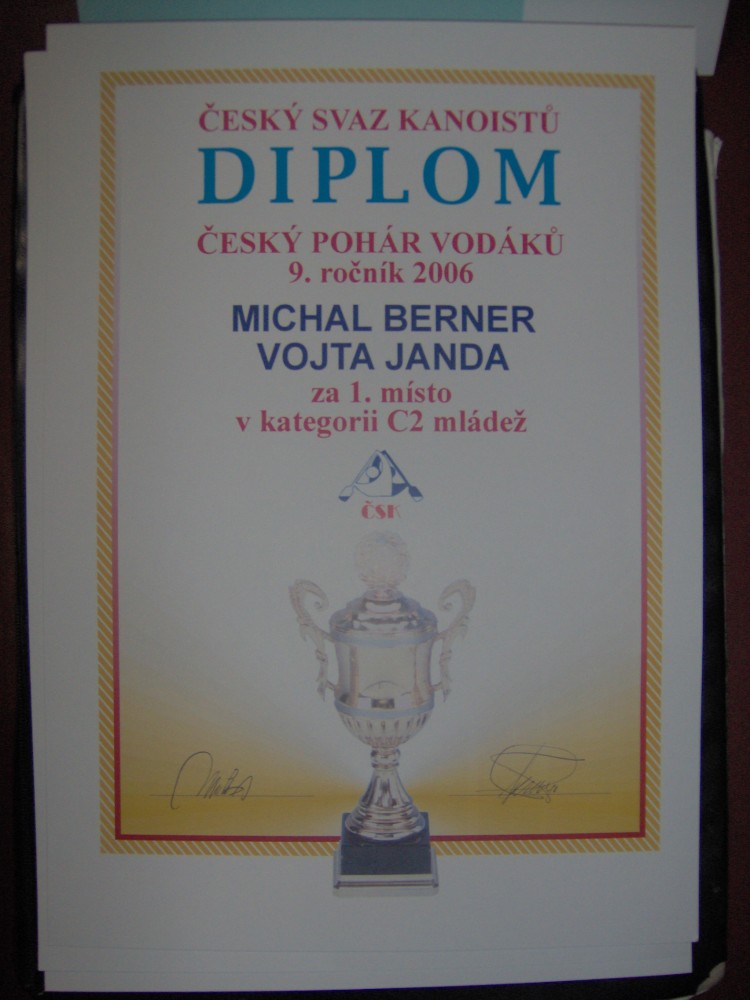 ČESKÝ SVAZ KANOISTŮ
DIPLOM
ČESKÝ POHÁR VODÁKŮ
9. ročník 2006
MICHAL BERNER
VOJTA JANDA
za 1. místo
v kategorii C2 mládež
ČSK